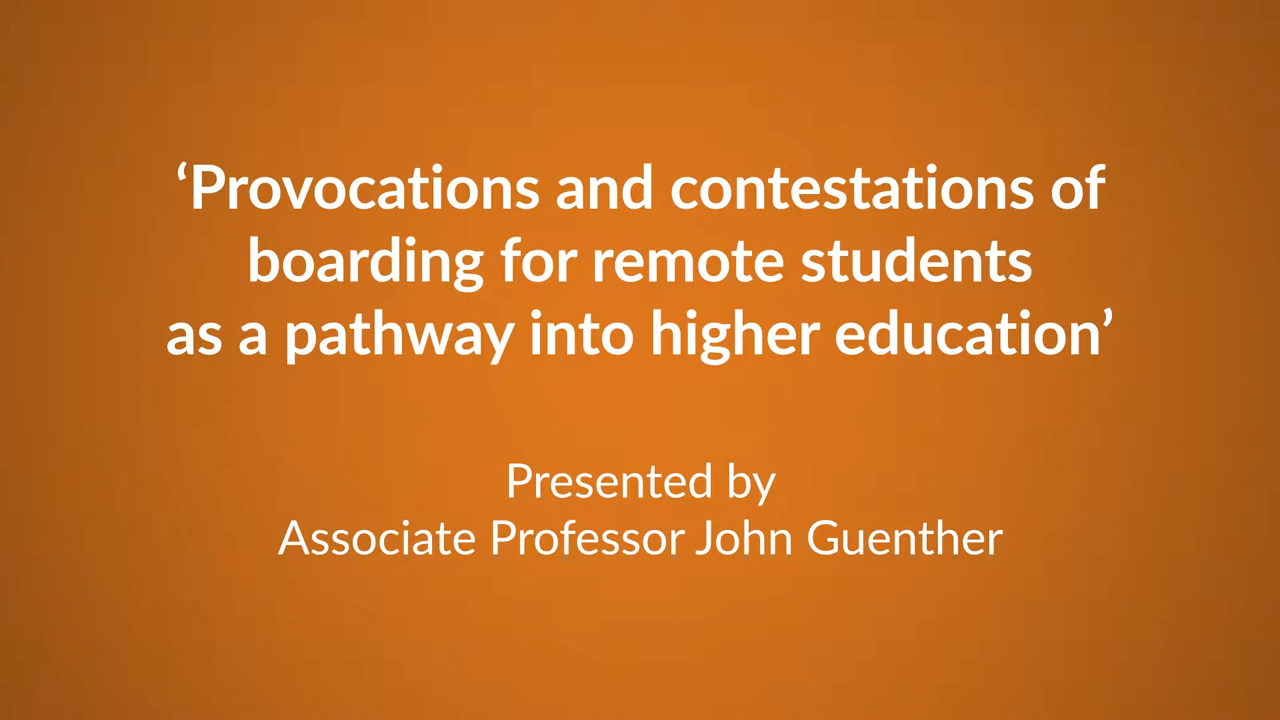 ‘Provocations and contestations of
boarding for remote students
as a pathway into higher education’
Presented by
Associate Professor John Guenther